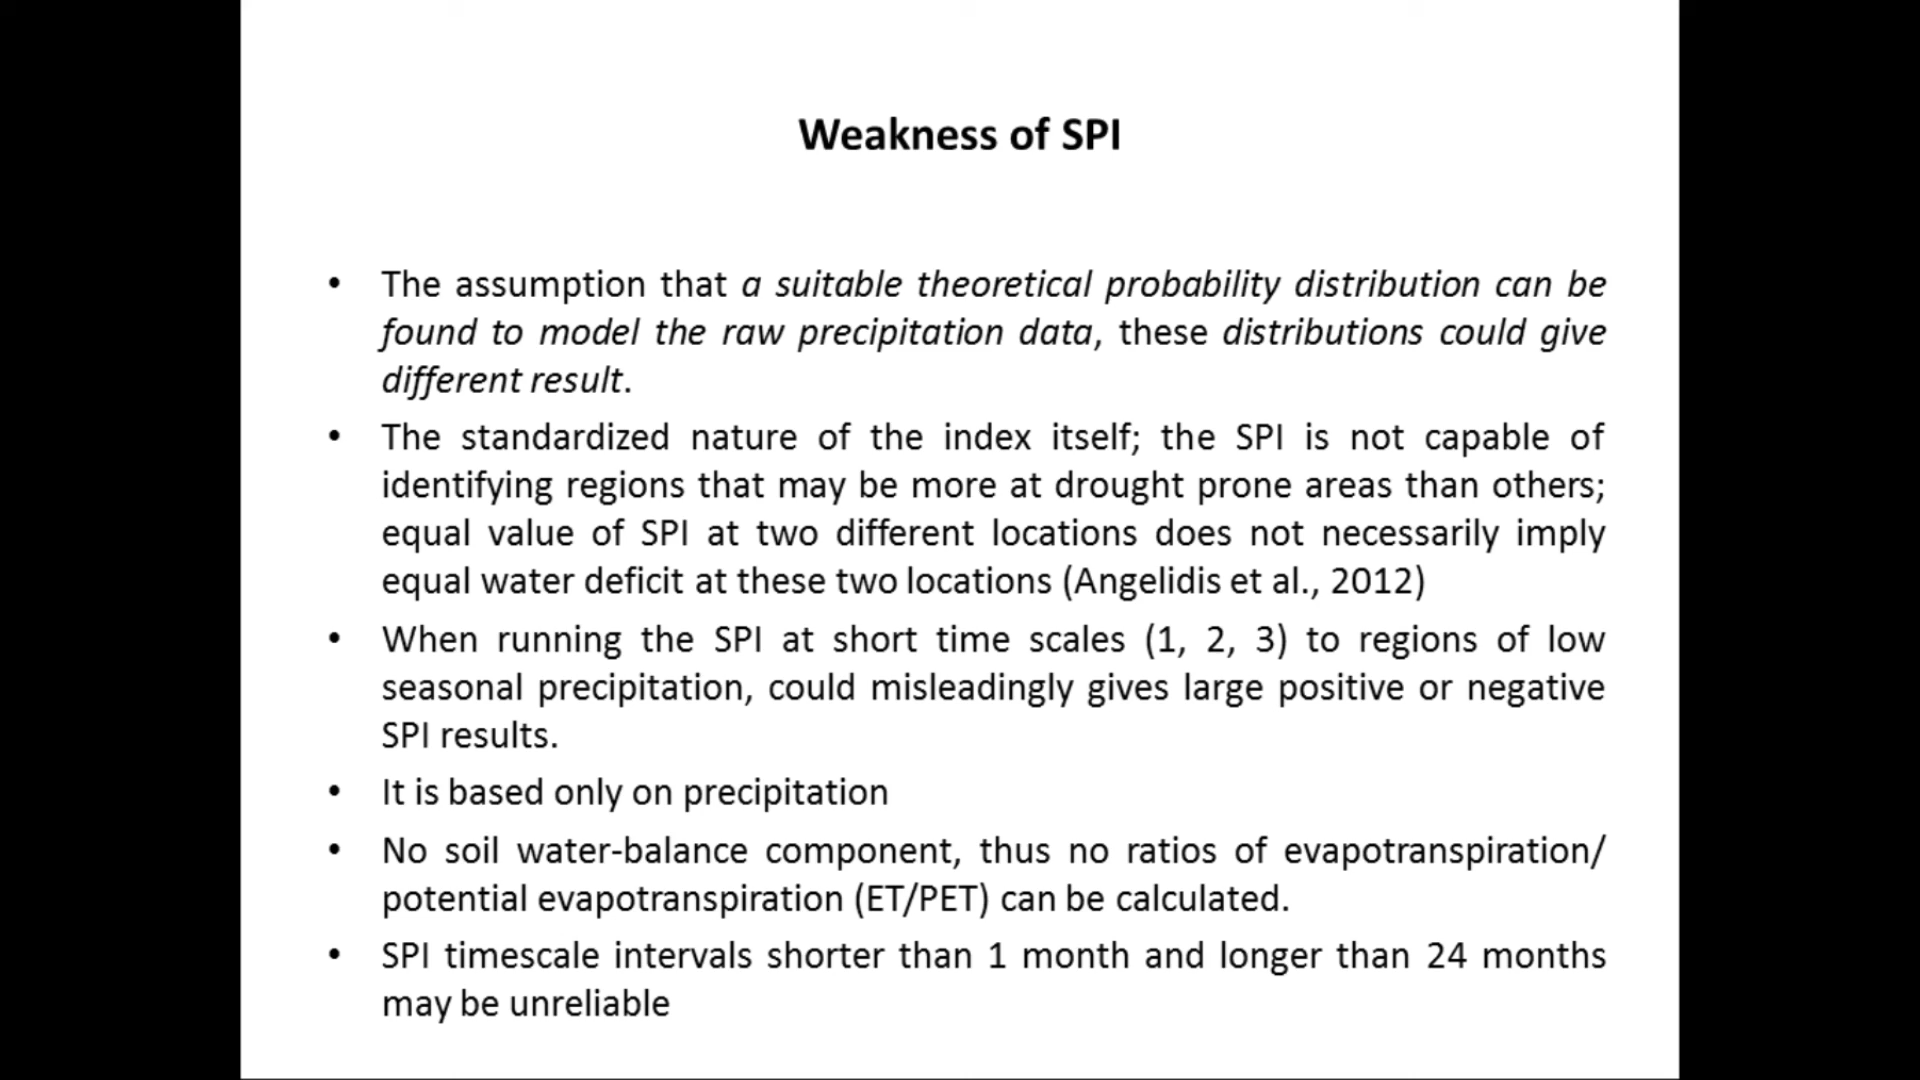 Weakness of SPI
• The assumption that a suitable theoretical probability distribution can be
found to model the raw precipitation data, these distributions could give
different result.
• The standardized nature of the index itself; the SPI is not capable of
identifying regions that may be more at drought prone areas than others;
equal value of SPI at two different locations does not necessarily imply
equal water deficit at these two locations (Angelidis et al., 2012)
• When running the SPI at short time scales (1, 2, 3) to regions of low
seasonal precipitation, could misleadingly gives large positive or negative
SPI results.
• It is based only on precipitation
• No soil water-balance component, thus no ratios of evapotranspiration/
potential evapotranspiration (ET/PET) can be calculated.
• SPI timescale intervals shorter than 1 month and longer than 24 months
may be unreliable